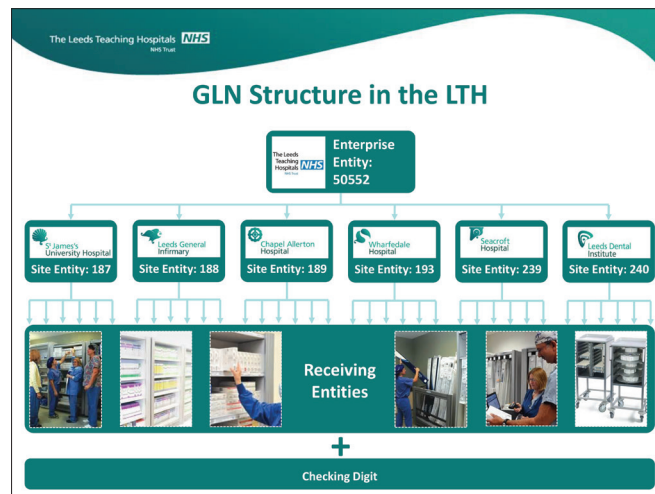 The Leeds Teaching Hospitals NHS
NHS Trust
GLN Structure in the LTH
The Leeds
Teaching
Hospitals NHS
NHS Trust
Enterprise
Entity:
50552
St James's
University Hospital
Site Entity: 187
Leeds General
Infirmary
Site Entity: 188
Chapel Allerton
Hospital
Site Entity: 189
Wharfedale
Hospital
Site Entity: 193
Seacroft
Hospital
Site Entity: 239
Leeds Dental
Institute
Site Entity: 240
Receiving
Entities
+
Checking Digit